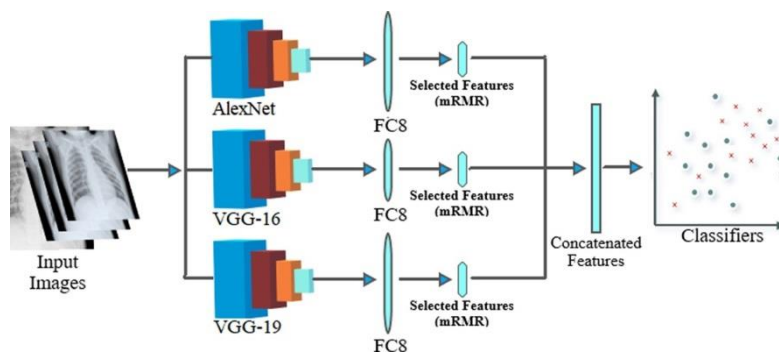 AlexNet
FC8
Selected Features
(mRMR)
VGG-16
FC8
Selected Features
(mRMR)
VGG-19
FC8
Selected Features
(mRMR)
Input
Images
Concatenated
Features
Classifiers